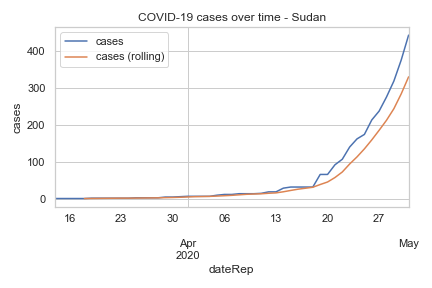 COVID-19 cases over time - Sudan
cases
cases (rolling)
400
300
200
100
0
cases
16 23 30 06 13 20 27
Apr May
2020
dateRep